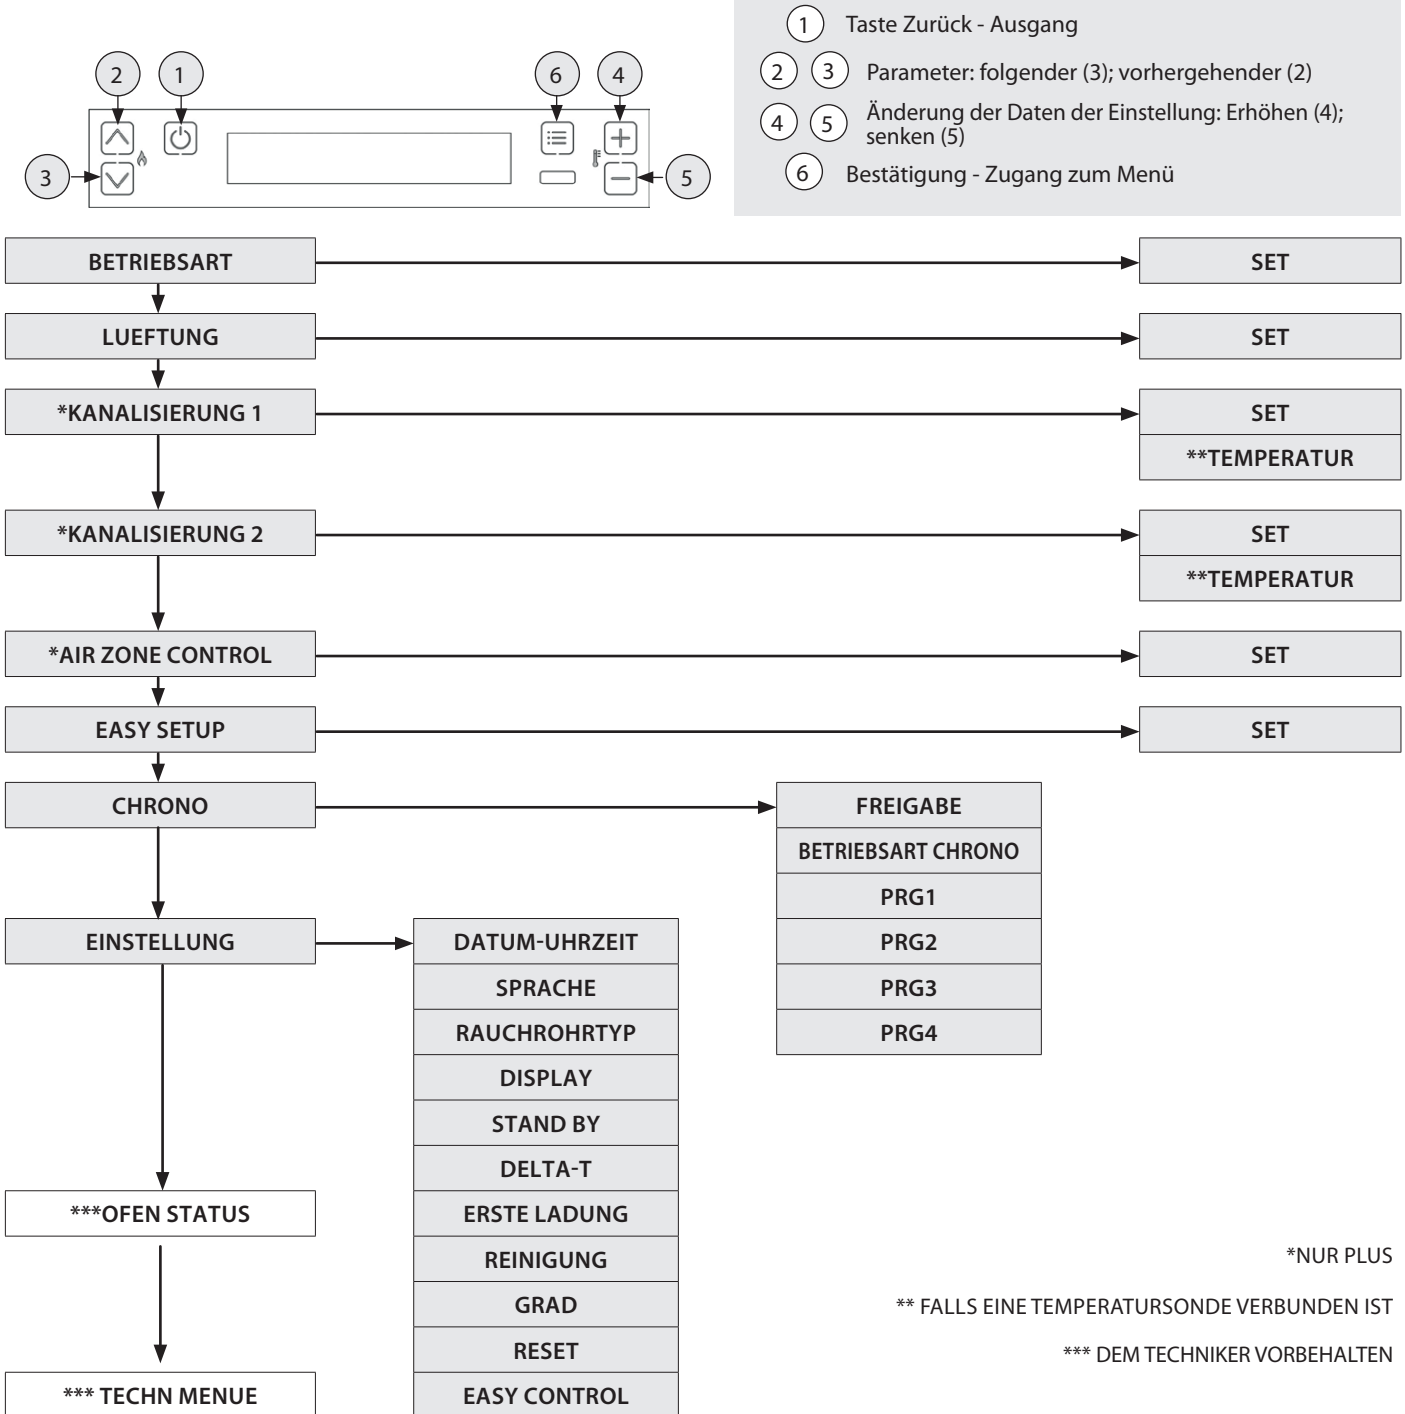 1 Taste Zurück - Ausgang
2 3 Parameter: folgender (3); vorhergehender (2)
4 5 Änderung der Daten der Einstellung: Erhöhen (4);
senken (5)
6 Bestätigung - Zugang zum Menü
2 1 6 4
3 5
BETRIEBSART SET
LUEFTUNG SET
*KANALISIERUNG 1 SET
**TEMPERATUR
*KANALISIERUNG 2 SET
**TEMPERATUR
*AIR ZONE CONTROL SET
EASY SETUP SET
CHRONO FREIGABE
BETRIEBSART CHRONO
PRG1
EINSTELLUNG DATUM-UHRZEIT PRG2
SPRACHE PRG3
RAUCHROHRTYP PRG4
DISPLAY
STAND BY
DELTA-T
***OFEN STATUS ERSTE LADUNG
REINIGUNG *NUR PLUS
GRAD ** FALLS EINE TEMPERATURSONDE VERBUNDEN IST
RESET *** DEM TECHNIKER VORBEHALTEN
*** TECHN MENUE EASY CONTROL